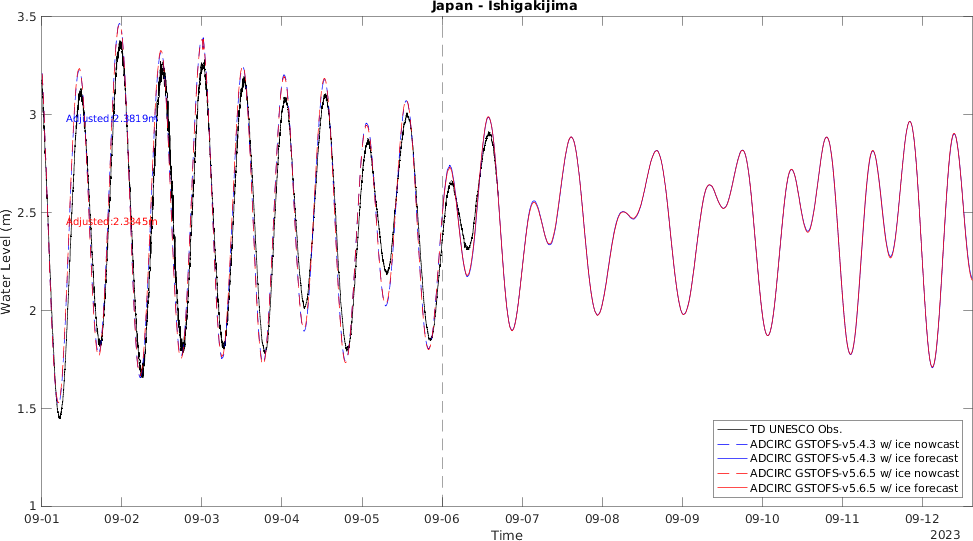 Japan - Ishigakijima
3.5
3
2.5
2
1.5
1
Water Level (m)
Adjusted:2.3819m
Adjusted:2.3345m
TD UNESCO Obs.
ADCIRC GSTOFS-v5.4.3 w/ ice nowcast
ADCIRC GSTOFS-v5.4.3 w/ ice forecast
ADCIRC GSTOFS-v5.6.5 w/ ice nowcast
ADCIRC GSTOFS-v5.6.5 w/ ice forecast
09-01 09-02 09-03 09-04 09-05 09-06 09-07 09-08 09-09 09-10 09-11 09-12
Time
2023